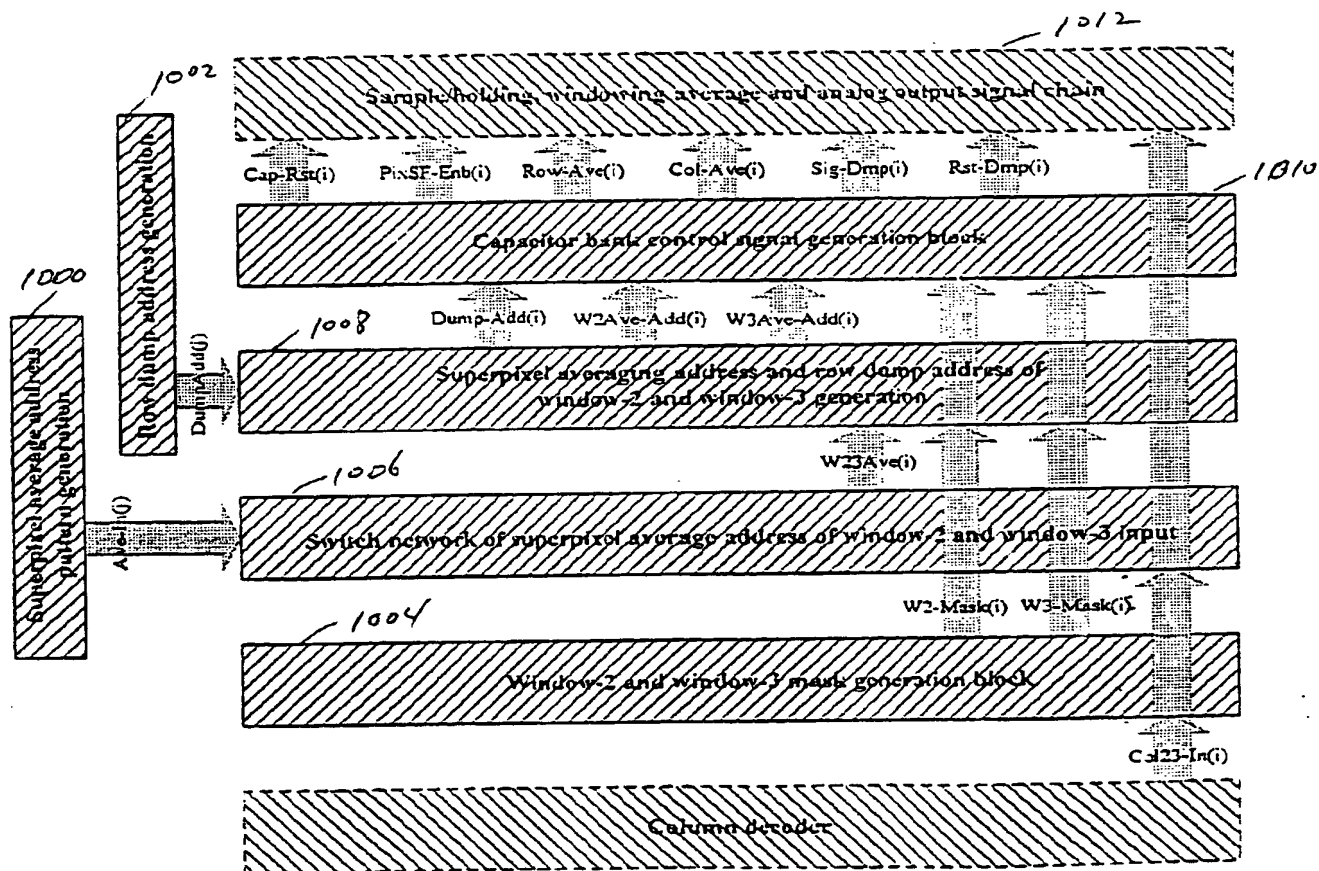 1012
1002
Sample/holding, windowing average and analog output signal chain
Cap-Rst(i) PixSF-Enb(i) Row-Ave(i) Col-Ave(i) Sig-Dmp(i) Rst-Dmp(i)
1010
Row dump address generation
Capacitor bank control signal generation block
1000
Dump-Add(i) W2Ave-Add(i) W3Ave-Add(i)
1008
DumpAdd(j)
Superpixel averaging address and row dump address of
window-2 and window-3 generation
Superpixel average address
pattern generation
W23Ave(i)
1006
Ave-In(j)
Switch network of superpixel average address of window-2 and window-3 input
W2-Mask(i) W3-Mask(i)
1004
Window-2 and window-3 mask generation block
Col23-In(i)
Column decoder